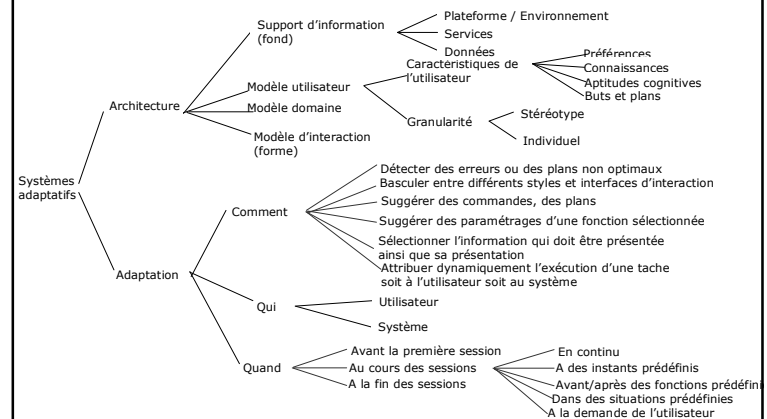 Support d’information
(fond)
Plateforme / Environnement
Services
Données
Modèle utilisateur
Caractéristiques de
l’utilisateur
Préférences
Connaissances
Aptitudes cognitives
Buts et plans
Granularité
Stéréotype
Individuel
Architecture
Modèle domaine
Modèle d’interaction
(forme)
Systèmes
adaptatifs
Comment
Détecter des erreurs ou des plans non optimaux
Basculer entre différents styles et interfaces d’interaction
Suggérer des commandes, des plans
Suggérer des paramétrages d’une fonction sélectionnée
Sélectionner l’information qui doit être présentée
ainsi que sa présentation
Attribuer dynamiquement l’exécution d’une tache
soit à l’utilisateur soit au système
Adaptation
Qui
Utilisateur
Système
Quand
Avant la première session
Au cours des sessions
A la fin des sessions
En continu
A des instants prédéfinis
Avant/après des fonctions prédéfini
Dans des situations prédéfinies
A la demande de l’utilisateur